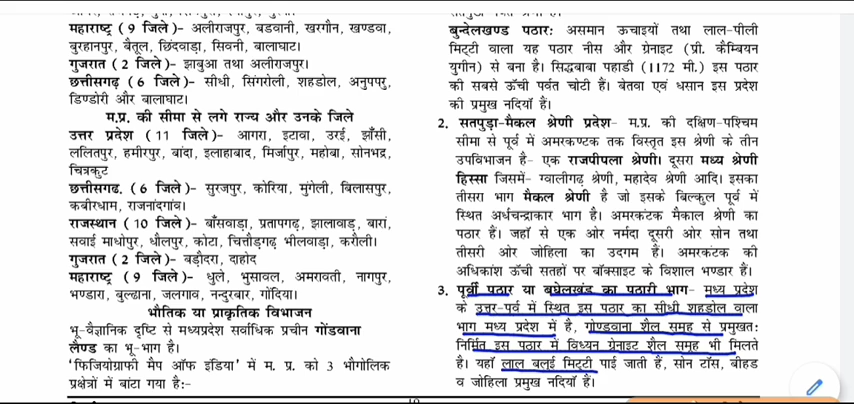 महाराष्ट्र ( 9 जिले )- अलीराजपुर, बडवानी, खरगौन, खण्डवा,
बुरहानपुर, बैतूल, छिंदवाड़ा, सिवनी, बालाघाट।
गुजरात ( 2 जिले )- झाबुआ तथा अलीराजपुर।
छत्तीसगढ़ ( 6 जिले )- सीधी, सिंगरोली, शहडोल, अनुपपुर,
डिण्डोरी और बालाघाट।
म.प्र. की सीमा से लगे राज्य और उनके जिले
उत्तर प्रदेश ( 11 जिले )- आगरा, इटावा, उरई, झाँसी,
ललितपुर, हमीरपुर, बांदा, इलाहाबाद, मिर्जापुर, महोबा, सोनभद्र,
चित्रकुट
छत्तीसगढ. ( 6 जिले )- सुरजपुर, कोरिया, मुंगेली, बिलासपुर,
कबीरधाम, राजनांदगांव।
राजस्थान ( 10 जिले )- बाँसवाड़ा, प्रतापगढ़, झालावाड़, बारां,
सवाई माधोपुर, धौलपुर, कोटा, चित्तौड़गढ़ भीलवाड़ा, करौली।
गुजरात ( 2 जिले )- बड़ौदरा, दाहोद
महाराष्ट्र ( 9 जिले )- धुले, भुसावल, अमरावती, नागपुर,
भण्डारा, बुल्ढाना, जलगाव, नन्दुरबार, गोंदिया।
भौतिक या प्राकृतिक विभाजन
भू-वैज्ञानिक दृष्टि से मध्यप्रदेश सर्वाधिक प्राचीन गोंडवाना
लैण्ड का भू-भाग है।
'फिजियोग्राफी मैप ऑफ इंडिया' में म. प्र. को 3 भौगोलिक
प्रक्षेत्रों में बांटा गया है:-
बुन्देलखण्ड पठार: असमान ऊचाइयों तथा लाल-पीली
मिट्टी वाला यह पठार नीस और ग्रेनाइट (प्री. कैम्बियन
युगीन) से बना है। सिद्धबाबा पहाडी (1172 मी.) इस पठार
की सबसे ऊँची पर्वत चोटी हैं। बेतवा एवं धसान इस प्रदेश
की प्रमुख नदियाँ हैं।
2. सतपुड़ा-मैकल श्रेणी प्रदेश- म.प्र. की दक्षिण-पश्चिम
सीमा से पूर्व में अमरकण्टक तक विस्तृत इस श्रेणी के तीन
उपविभाजन है- एक राजपीपला श्रेणी। दूसरा मध्य श्रेणी
हिस्सा जिसमें- ग्वालीगढ़ श्रेणी, महादेव श्रेणी आदि। इसका
तीसरा भाग मैकल श्रेणी है जो इसके बिल्कुल पूर्व में
स्थित अर्धचन्द्राकार भाग है। अमरकंटक मैकाल श्रेणी का
पठार हैं। जहाँ से एक ओर नर्मदा दूसरी ओर सोन तथा
तीसरी ओर जोहिला का उदगम हैं। अमरकंटक की
अधिकांश ऊँची सतहों पर बॉक्साइट के विशाल भण्डार हैं।
3. पूर्वी पठार या बघेलखंड का पठारी भाग- मध्य प्रदेश
के उत्तर-पूर्व में स्थित इस पठार का सीधी शहडोल वाला
भाग मध्य प्रदेश में है, गोण्डवाना शैल समूह से प्रमुखतः
निर्मित इस पठार में विध्यन ग्रेनाइट शैल समूह भी मिलते
है। यहाँ लाल बलुई मिट्टी पाई जाती हैं, सोन टॉस, बीहड
व जोहिला प्रमुख नदियाँ हैं।